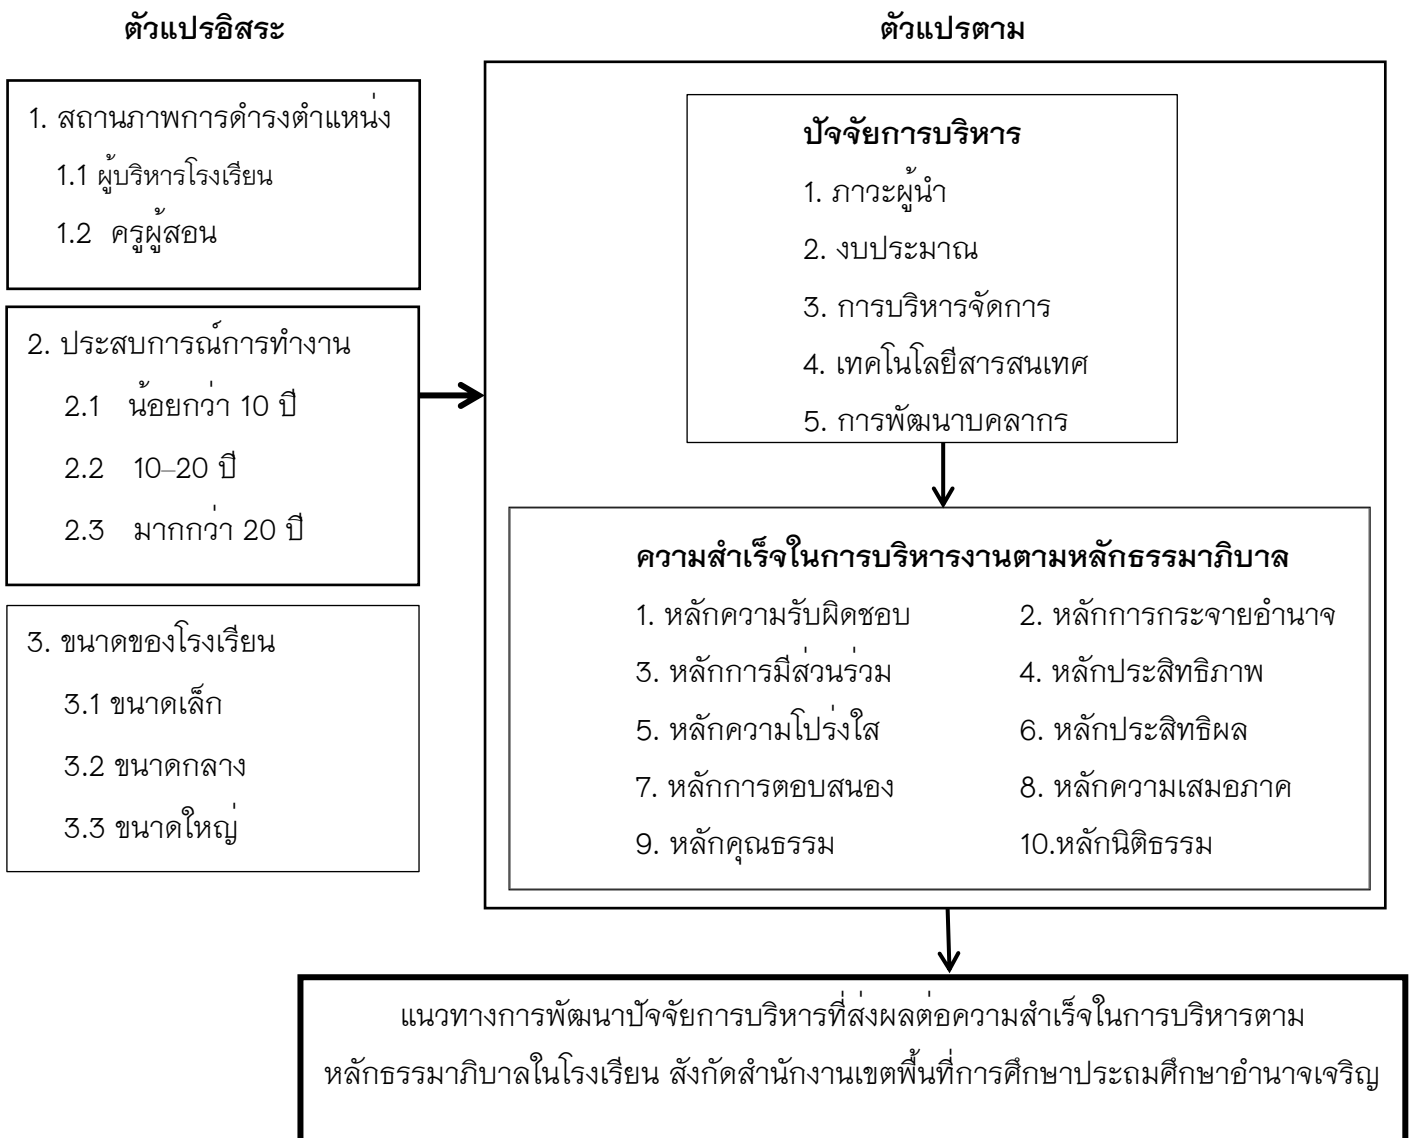 ตัวแปรอิสระ
ตัวแปรตาม
1. สถานภาพการดำรงตำแหน่ง
1.1 ผู้บริหารโรงเรียน
1.2 ครูผู้สอน
2. ประสบการณ์การทำงาน
2.1 น้อยกว่า 10 ปี
2.2 10–20 ปี
2.3 มากกว่า 20 ปี
3. ขนาดของโรงเรียน
3.1 ขนาดเล็ก
3.2 ขนาดกลาง
3.3 ขนาดใหญ่
ปัจจัยการบริหาร
1. ภาวะผู้นำ
2. งบประมาณ
3. การบริหารจัดการ
4. เทคโนโลยีสารสนเทศ
5. การพัฒนาบคลากร
ความสำเร็จในการบริหารงานตามหลักธรรมาภิบาล
1. หลักความรับผิดชอบ 2. หลักการกระจายอำนาจ
3. หลักการมีส่วนร่วม 4. หลักประสิทธิภาพ
5. หลักความโปร่งใส 6. หลักประสิทธิผล
7. หลักการตอบสนอง 8. หลักความเสมอภาค
9. หลักคุณธรรม 10.หลักนิติธรรม
แนวทางการพัฒนาปัจจัยการบริหารที่ส่งผลต่อความสำเร็จในการบริหารตาม
หลักธรรมาภิบาลในโรงเรียน สังกัดสำนักงานเขตพื้นที่การศึกษาประถมศึกษาอำนาจเจริญ